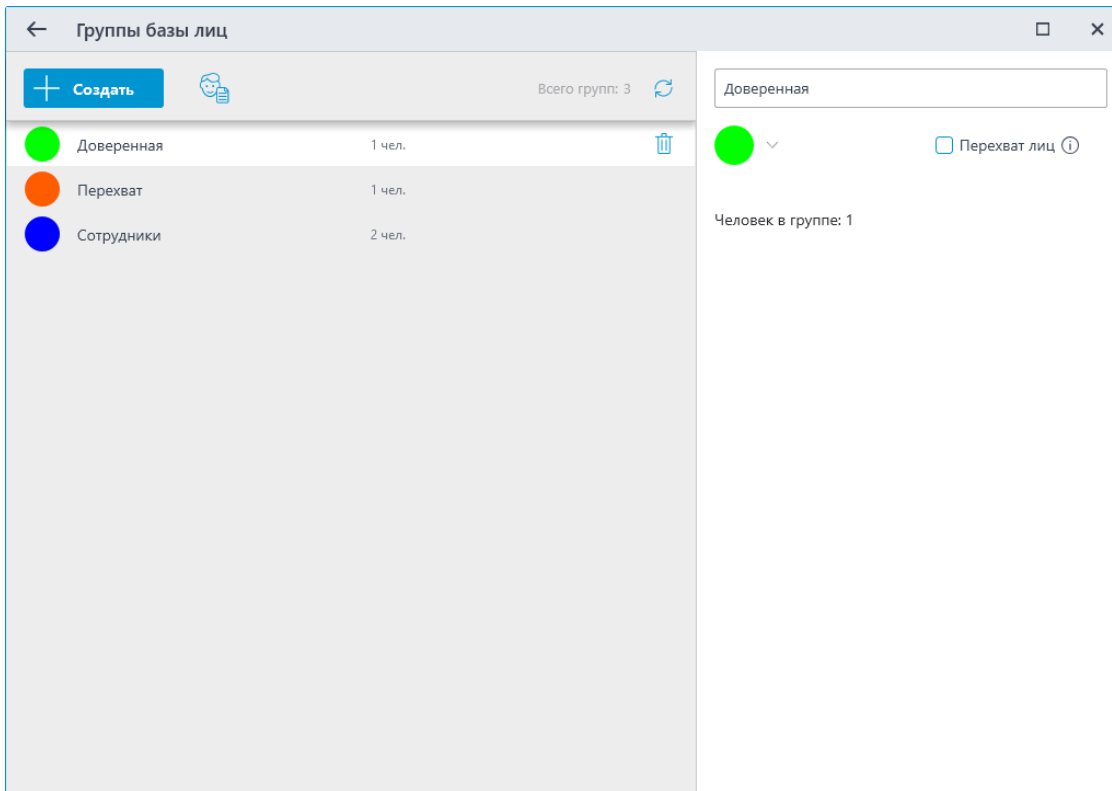 Группы базы лиц
Создать
Всего групп: 3
Доверенная 1 чел.
Перехват 1 чел.
Сотрудники 2 чел.
Доверенная
Перехват лиц
Человек в группе: 1